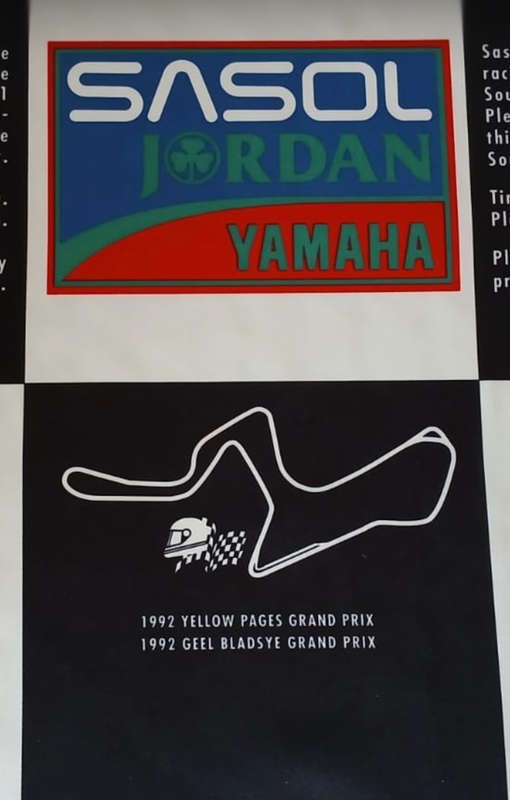 SASOL
JORDAN
YAMAHA
1992 YELLOW PAGES GRAND PRIX
1992 GEEL BLADSYE GRAND PRIX